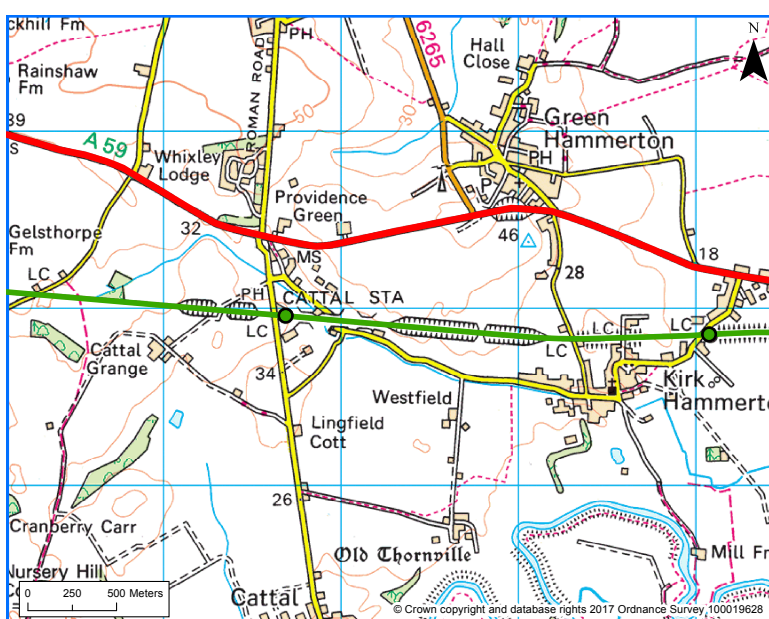 ckhill Fm
PH
6265
Hall
Close
N
Rainshaw
Fm
ROMAN ROAD
50
50
Green
Hammerton
39
S
A 59
Whixley
Lodge
PH
P
Providence
Green
32
46
Gelsthorpe
Fm
MS
18
LC
28
PH
CATTAL STA
LC
LC
LC
LC
Cattal
Grange
34
Kirk
Hammerto
Westfield
Lingfield
Cott
26
Cranberry Carr
Old Thornville
Mill Fm
Nursery Hill
Cattal
0 250 500 Meters
© Crown copyright and database rights 2017 Ordnance Survey 100019628